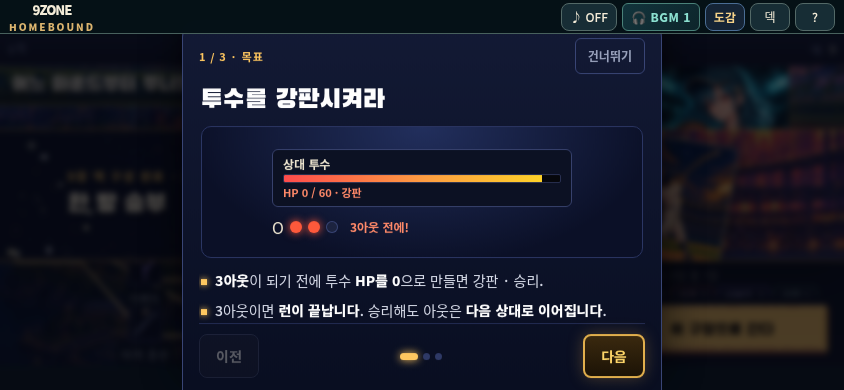 9ZONE
HOMEBOUND
♪ OFF
🎧 BGM 1
도감
덱
?
1 / 3 · 목표
건너뛰기
투수를 강판시켜라
상대 투수
HP 0 / 60 · 강판
O 3아웃 전에!
3아웃이 되기 전에 투수 HP를 0으로 만들면 강판 · 승리.
3아웃이면 런이 끝납니다. 승리해도 아웃은 다음 상대로 이어집니다.
이전
다음